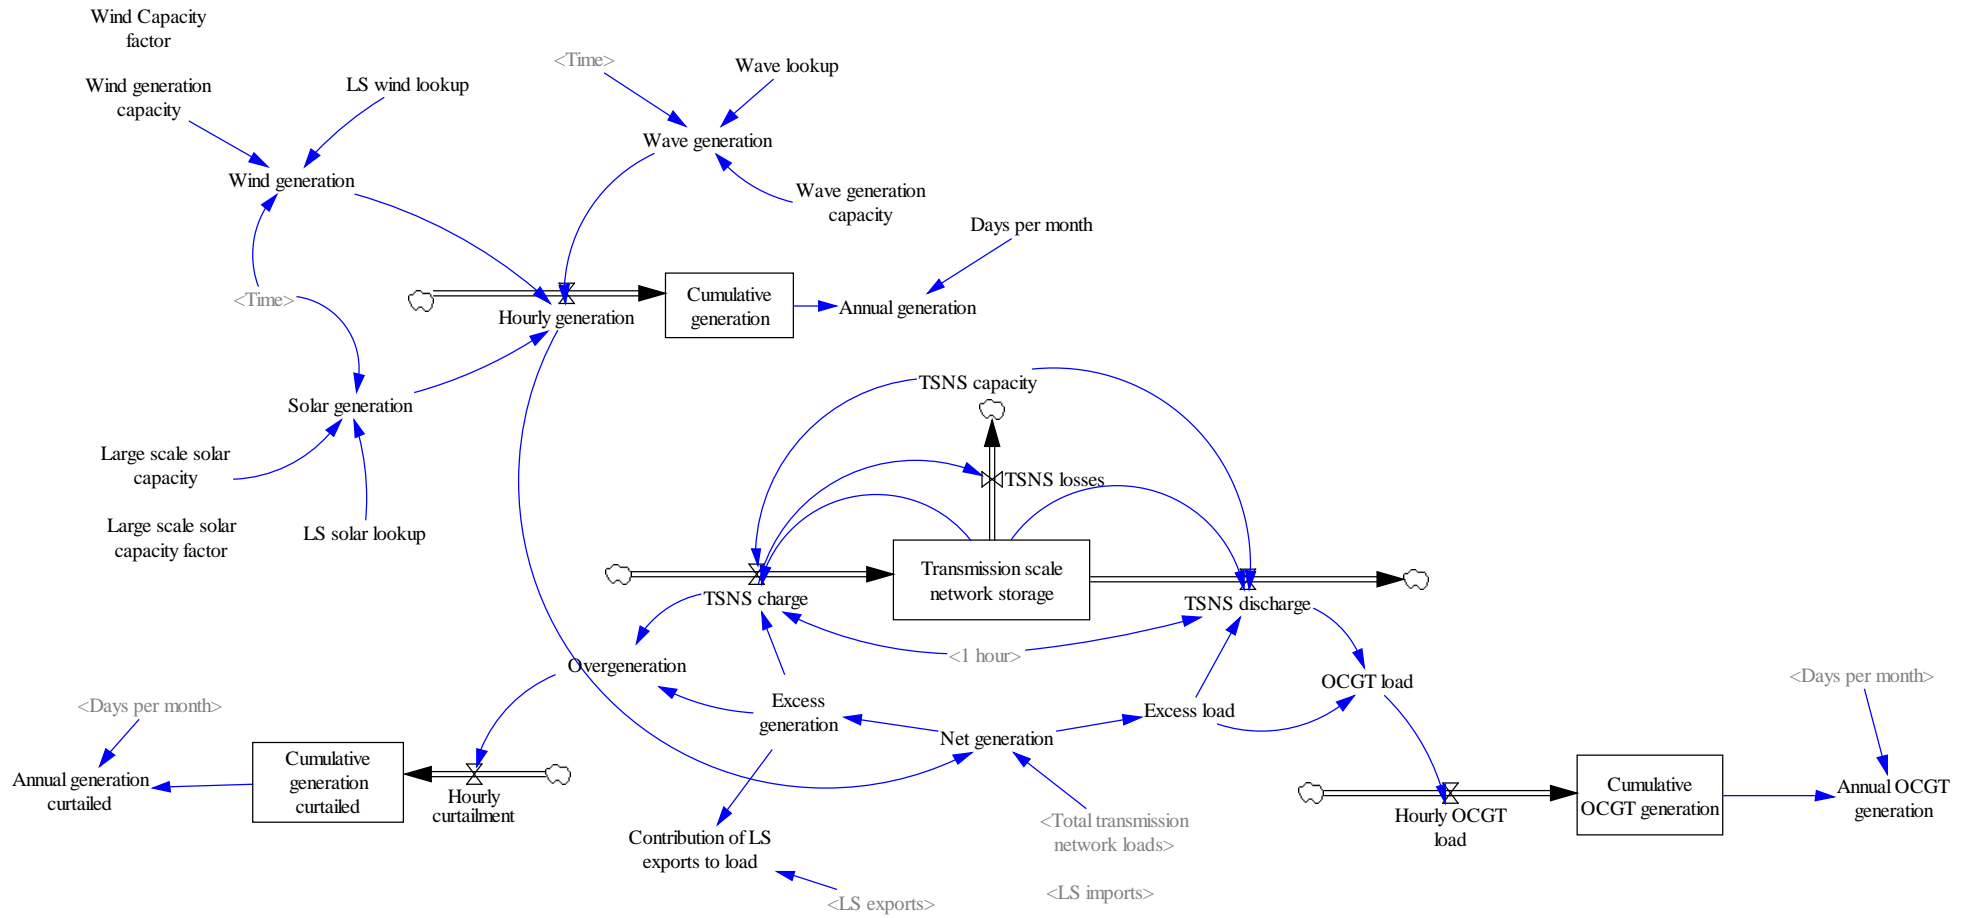 Wind Capacity
factor
Wind generation
capacity
LS wind lookup
<Time>
Wave lookup
Wave generation
Wind generation
Wave generation
capacity
Days per month
<Time>
Hourly generation
Cumulative
generation
Annual generation
Solar generation
TSNS capacity
Large scale solar
capacity
TSNS losses
Large scale solar
capacity factor
LS solar lookup
Transmission scale
network storage
TSNS charge
TSNS discharge
Overgeneration
<1 hour>
OCGT load
<Days per month>
<Days per month>
Excess
generation
Excess load
Net generation
Annual generation
curtailed
Cumulative
generation
curtailed
Hourly
curtailment
Cumulative
OCGT generation
Annual OCGT
generation
Hourly OCGT
load
Contribution of LS
exports to load
<Total transmission
network loads>
<LS imports>
<LS exports>